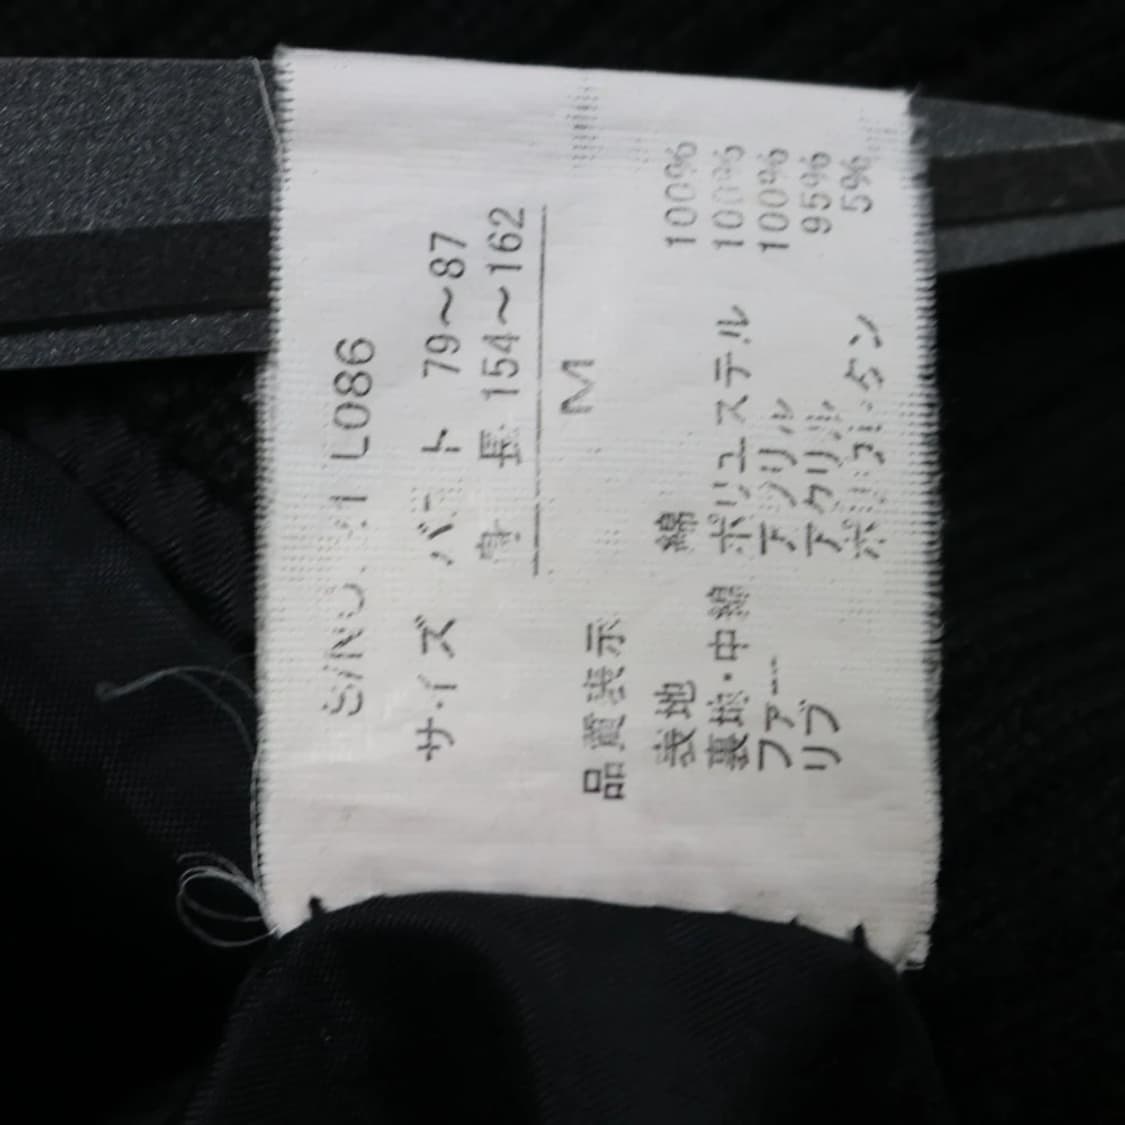 L086
サイズ バスト 79〜87
身長 154〜162
M
品質表示
表地 綿 100%
裏地・中綿 ポリエステル 100%
ファー アクリル 100%
リブ アクリル 95%
ポリウレタン 5%